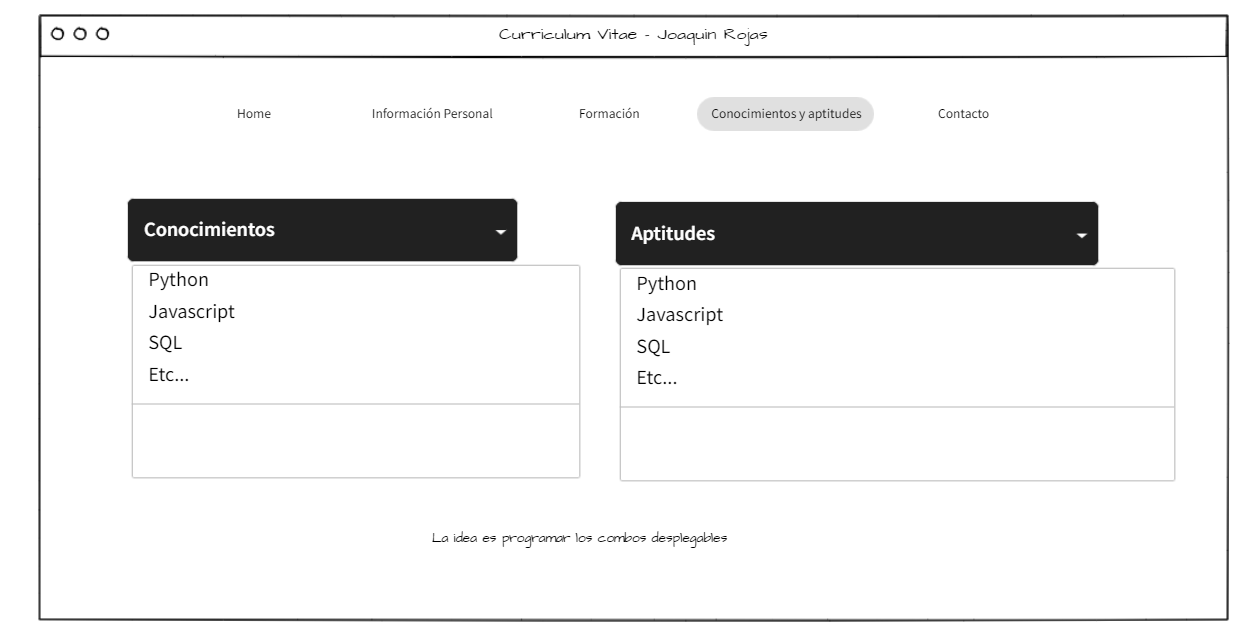 Curriculum Vitae - Joaquin Rojas
Home Información Personal Formación Conocimientos y aptitudes Contacto
Conocimientos
Python
Javascript
SQL
Etc...
Aptitudes
Python
Javascript
SQL
Etc...
La idea es programar los combos desplegables